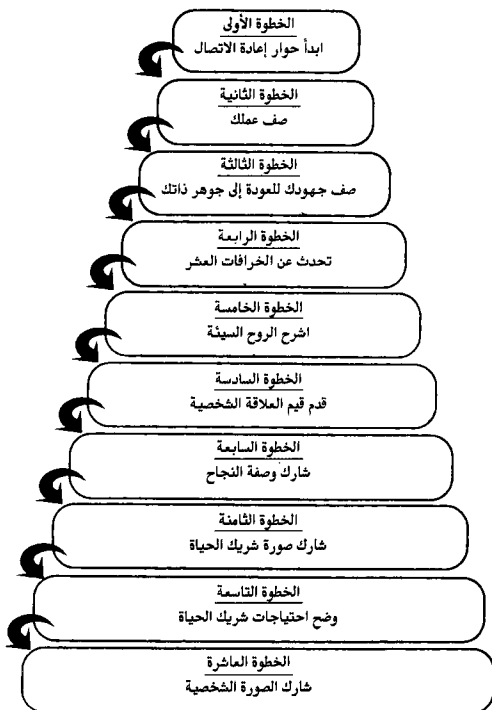 الخطوة الأولى
ابدأ حوار إعادة الاتصال
الخطوة الثانية
صف عملك
الخطوة الثالثة
صف جهودك للعودة إلى جوهر ذاتك
الخطوة الرابعة
تحدث عن الخرافات العشر
الخطوة الخامسة
اشرح الروح السيئة
الخطوة السادسة
قدم قيم العلاقة الشخصية
الخطوة السابعة
شارك وصفة النجاح
الخطوة الثامنة
شارك صورة شريك الحياة
الخطوة التاسعة
وضح احتياجات شريك الحياة
الخطوة العاشرة
شارك الصورة الشخصية